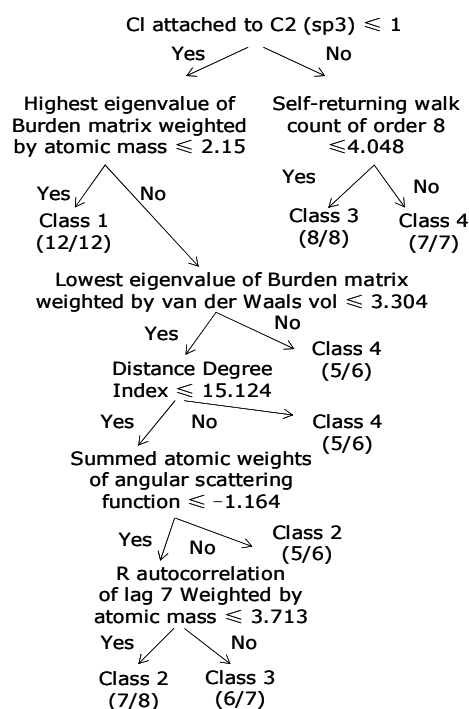 Cl attached to C2 (sp3) ⩽ 1
Yes
No
Highest eigenvalue of
Burden matrix weighted
by atomic mass ⩽ 2.15
Self-returning walk
count of order 8
⩽4.048
Yes
No
Class 1
(12/12)
Yes
No
Class 3
(8/8)
Class 4
(7/7)
Lowest eigenvalue of Burden matrix
weighted by van der Waals vol ⩽ 3.304
Yes
No
Distance Degree
Index ⩽ 15.124
Class 4
(5/6)
Yes
No
Class 4
(5/6)
Summed atomic weights
of angular scattering
function ⩽ –1.164
Yes
No
Class 2
(5/6)
R autocorrelation
of lag 7 Weighted by
atomic mass ⩽ 3.713
Yes
No
Class 2
(7/8)
Class 3
(6/7)